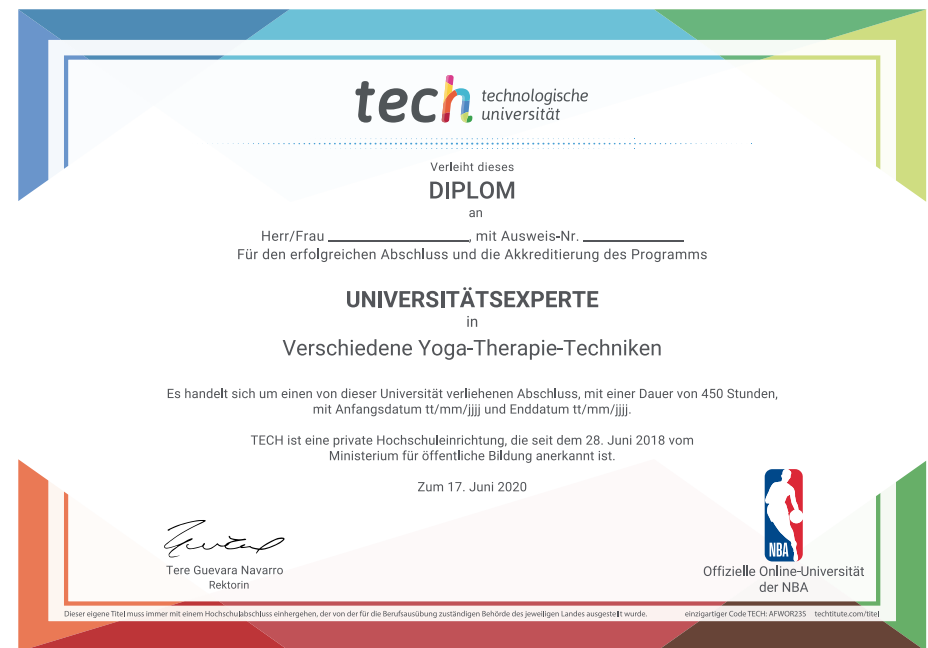 tech technologische
universität
Verleiht dieses
DIPLOM
an
Herr/Frau ____________, mit Ausweis-Nr. ____________
Für den erfolgreichen Abschluss und die Akkreditierung des Programms
UNIVERSITÄTSEXPERTE
in
Verschiedene Yoga-Therapie-Techniken
Es handelt sich um einen von dieser Universität verliehenen Abschluss, mit einer Dauer von 450 Stunden,
mit Anfangsdatum tt/mm/jjjj und Enddatum tt/mm/jjjj.
TECH ist eine private Hochschuleinrichtung, die seit dem 28. Juni 2018 vom
Ministerium für öffentliche Bildung anerkannt ist.
Zum 17. Juni 2020
Tere Guevara Navarro
Rektorin
NBA
Offizielle Online-Universität
der NBA
Dieser eigene Titel muss immer mit einem Hochschulabschluss einhergehen, der von der für die Berufsausübung zuständigen Behörde des jeweiligen Landes ausgestellt wurde. einzigartiger Code TECH: AFWOR235 techtitute.com/titel